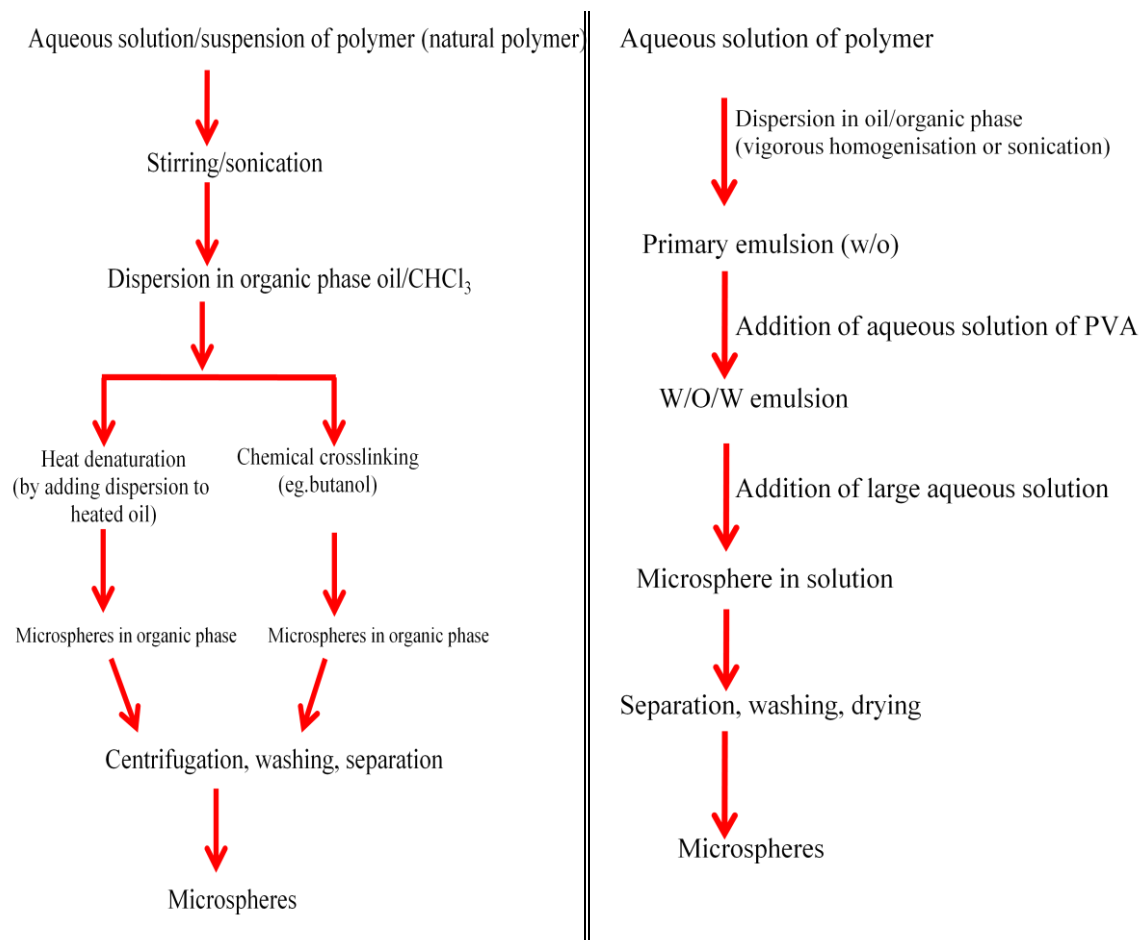 Aqueous solution/suspension of polymer (natural polymer)
Stirring/sonication
Dispersion in organic phase oil/CHCl₃
Heat denaturation
(by adding dispersion to
heated oil)
Chemical crosslinking
(eg.butanol)
Microspheres in organic phase
Microspheres in organic phase
Centrifugation, washing, separation
Microspheres
Aqueous solution of polymer
Dispersion in oil/organic phase
(vigorous homogenisation or sonication)
Primary emulsion (w/o)
Addition of aqueous solution of PVA
W/O/W emulsion
Addition of large aqueous solution
Microsphere in solution
Separation, washing, drying
Microspheres